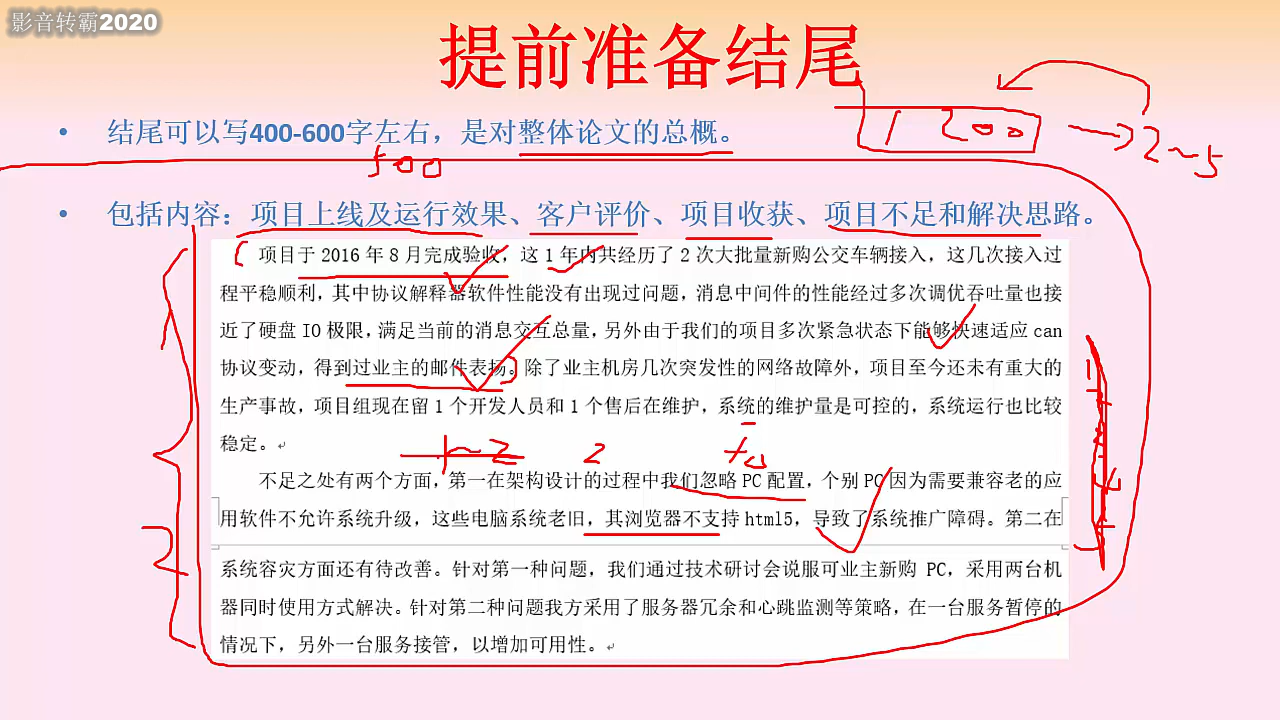 影音转霸2020
提前准备结尾
1 200 → 2~5
• 结尾可以写400-600字左右，是对整体论文的总概。
500
• 包括内容：项目上线及运行效果、客户评价、项目收获、项目不足和解决思路。
项目于 2016 年 8 月完成验收，这 1 年内共经历了 2 次大批量新购公交车辆接入，这几次接入过
程平稳顺利，其中协议解释器软件性能没有出现过问题，消息中间件的性能经过多次调优吞吐量也接
近了硬盘 IO 极限，满足当前的消息交互总量，另外由于我们的项目多次紧急状态下能够快速适应 can
协议变动，得到过业主的邮件表扬。除了业主机房几次突发性的网络故障外，项目至今还未有重大的
生产事故，项目组现在留 1 个开发人员和 1 个售后在维护，系统的维护量是可控的，系统运行也比较
稳定。
1~2 2
不足之处有两个方面，第一在架构设计的过程中我们忽略 PC 配置，个别 PC 因为需要兼容老的应
用软件不允许系统升级，这些电脑系统老旧，其浏览器不支持 html5，导致了系统推广障碍。第二在
系统容灾方面还有待改善。针对第一种问题，我们通过技术研讨会说服可业主新购 PC，采用两台机
器同时使用方式解决。针对第二种问题我方采用了服务器冗余和心跳监测等策略，在一台服务暂停的
情况下，另外一台服务接管，以增加可用性。